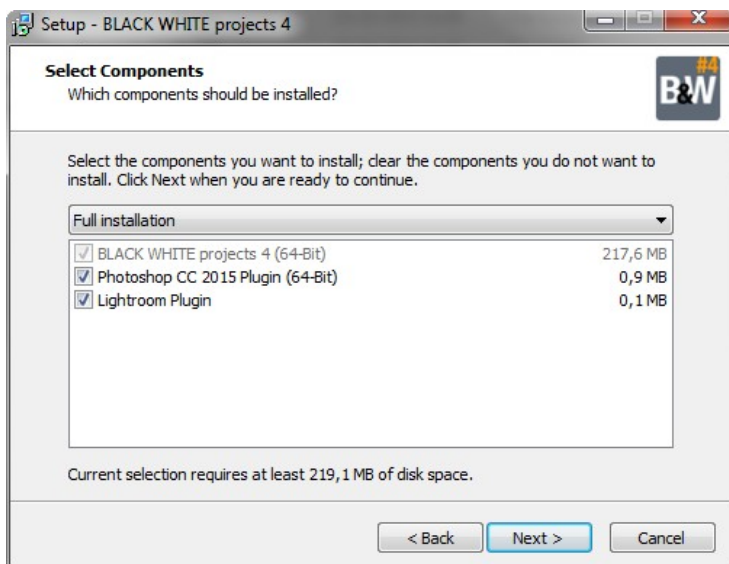 Setup - BLACK WHITE projects 4
Select Components
Which components should be installed?
#4
B&W
Select the components you want to install; clear the components you do not want to
install. Click Next when you are ready to continue.
Full installation
BLACK WHITE projects 4 (64-Bit) 217,6 MB
Photoshop CC 2015 Plugin (64-Bit) 0,9 MB
Lightroom Plugin 0,1 MB
Current selection requires at least 219,1 MB of disk space.
< Back Next > Cancel